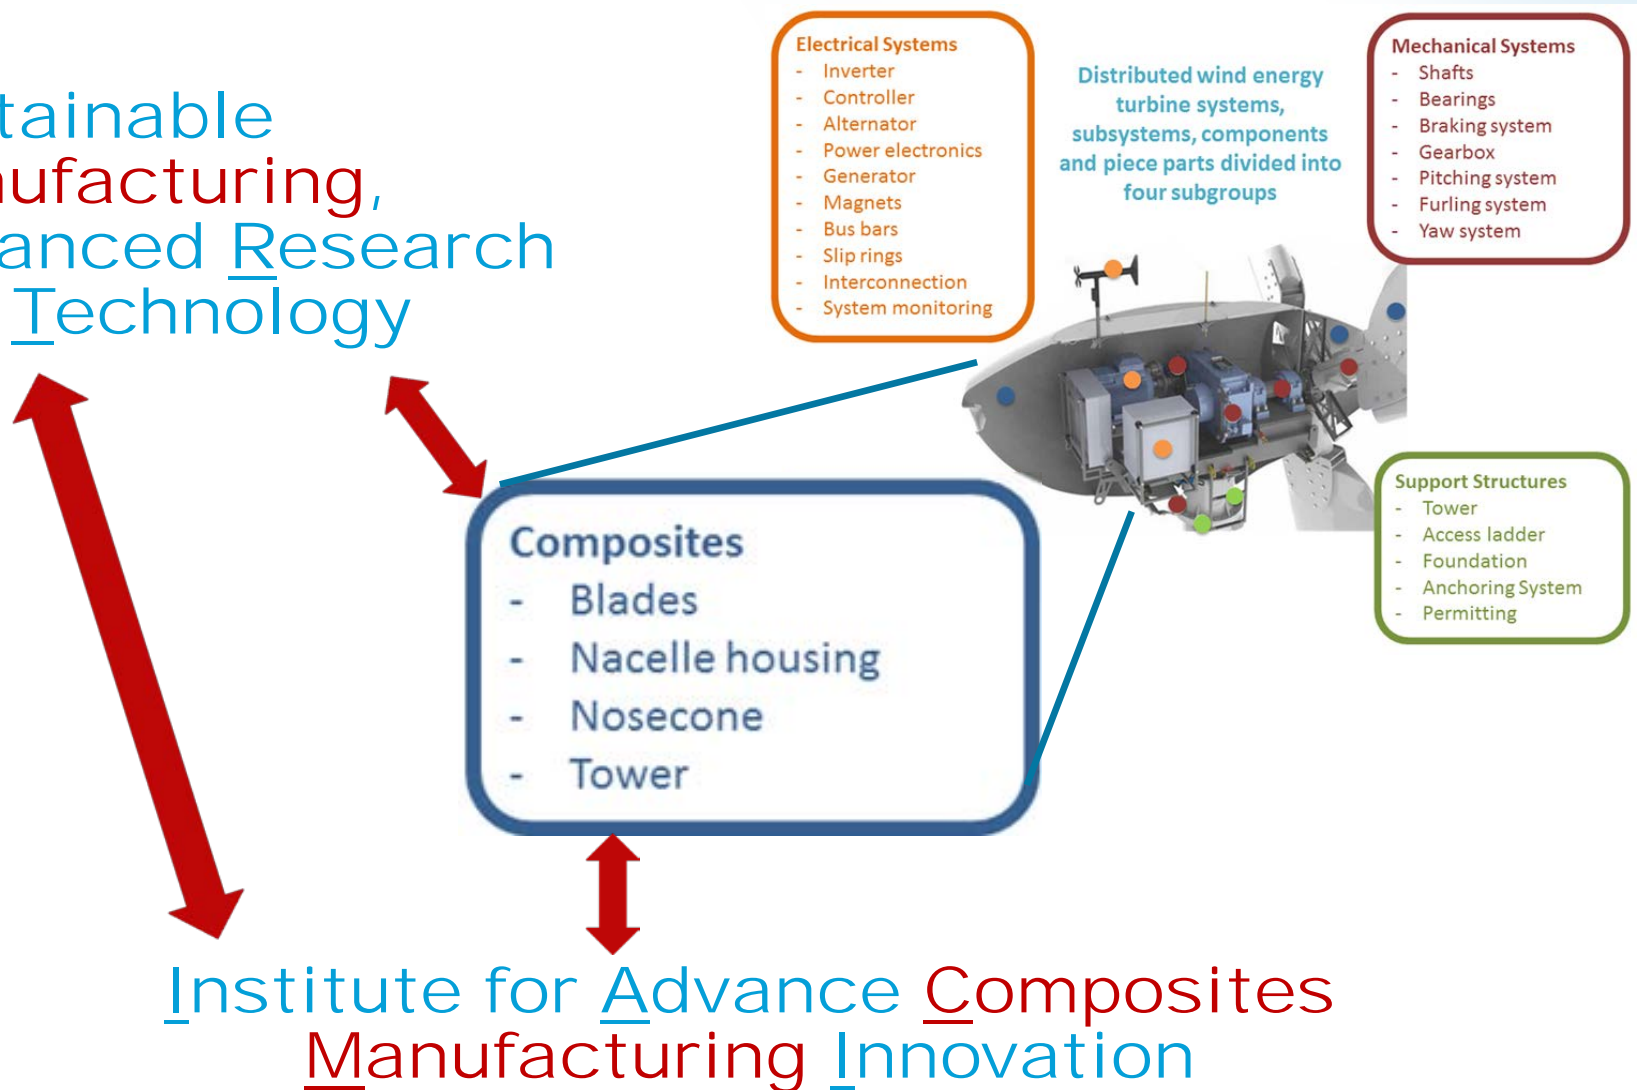 tainable
nufacturing,
anced Research
Technology
Electrical Systems
- Inverter
- Controller
- Alternator
- Power electronics
- Generator
- Magnets
- Bus bars
- Slip rings
- Interconnection
- System monitoring
Distributed wind energy
turbine systems,
subsystems, components
and piece parts divided into
four subgroups
Mechanical Systems
- Shafts
- Bearings
- Braking system
- Gearbox
- Pitching system
- Furling system
- Yaw system
Support Structures
- Tower
- Access ladder
- Foundation
- Anchoring System
- Permitting
Composites
- Blades
- Nacelle housing
- Nosecone
- Tower
Institute for Advance Composites
Manufacturing Innovation